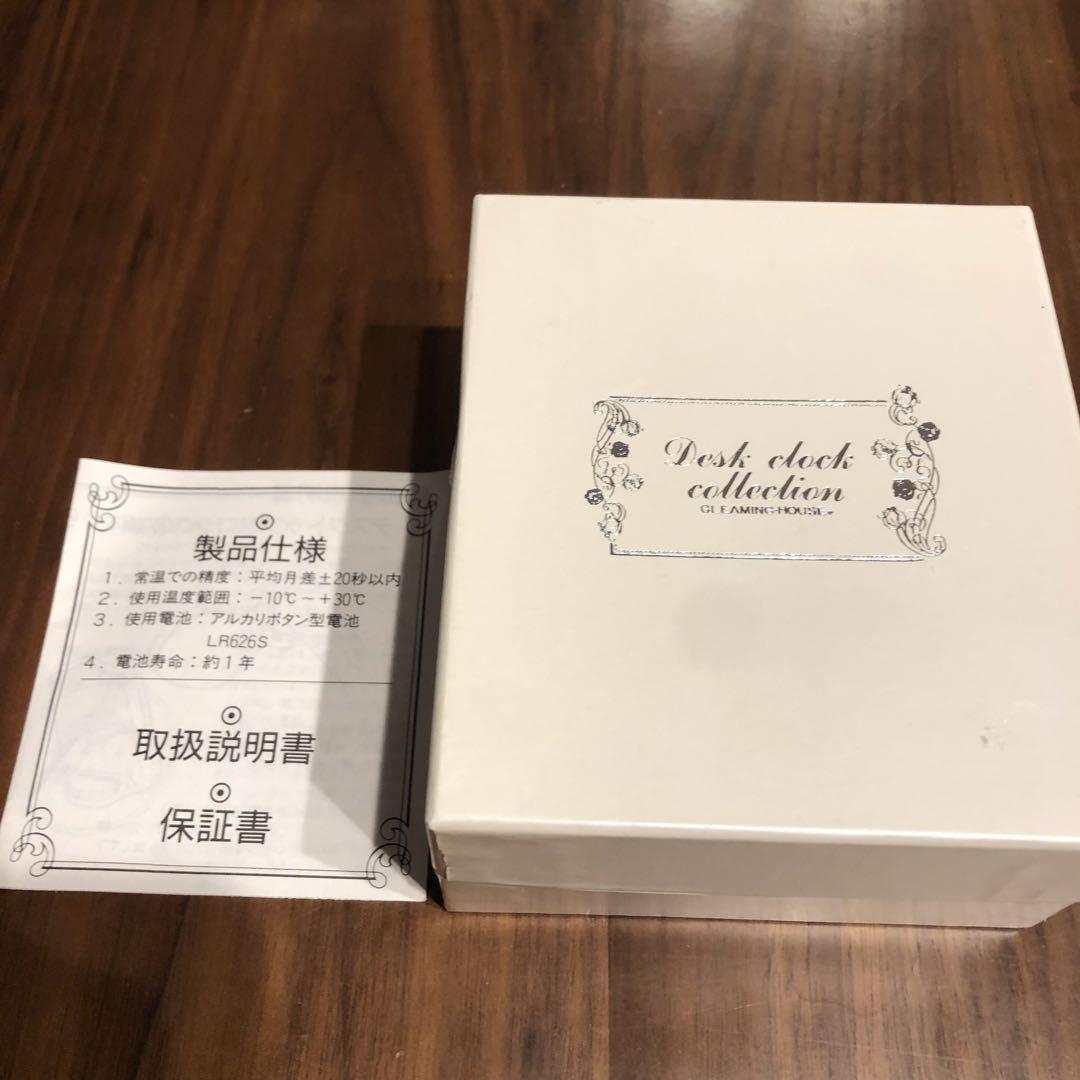 製品仕様
1．常温での精度：平均月差±20秒以内
2．使用温度範囲：－10℃～＋30℃
3．使用電池：アルカリボタン型電池
LR626S
4．電池寿命：約1年
取扱説明書
保証書
Desk clock
collection
GLEAMING-HOUSE